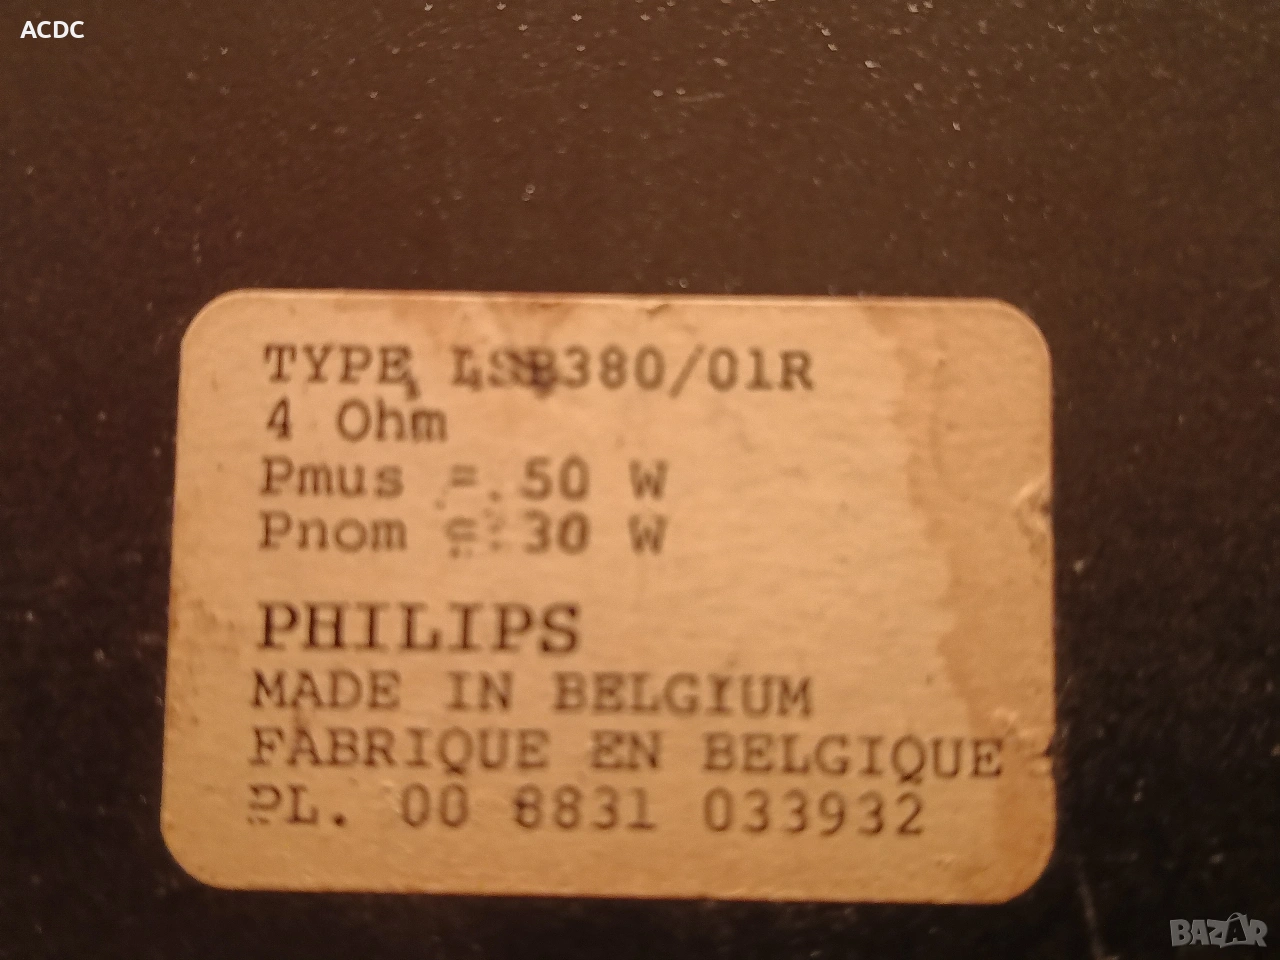 ACDC
TYPE LSB380/01R
4 Ohm
Pmus = 50 W
Pnom = 30 W
PHILIPS
MADE IN BELGIUM
FABRIQUE EN BELGIQUE
PL. 00 8831 033932
BAZAR